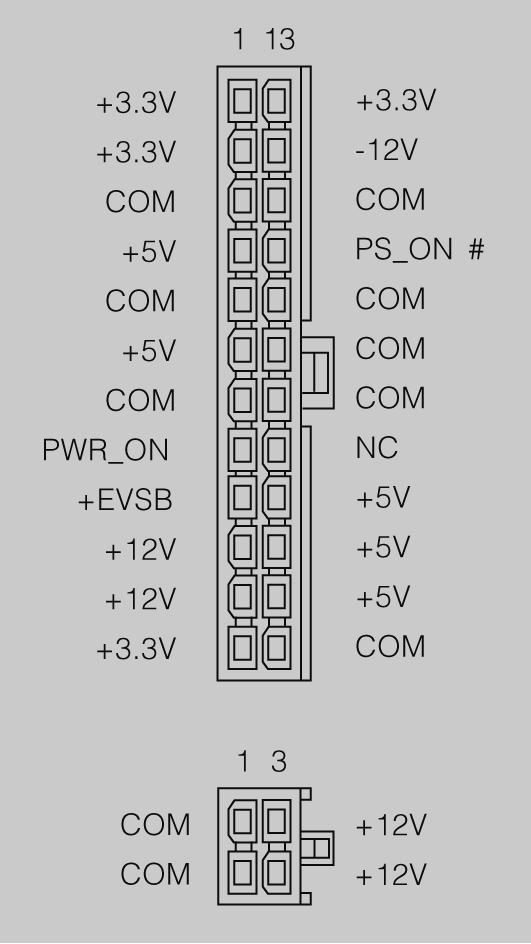 1 13
+3.3V +3.3V
+3.3V -12V
COM COM
+5V PS_ON #
COM COM
+5V COM
COM COM
PWR_ON NC
+EVSB +5V
+12V +5V
+12V +5V
+3.3V COM
1 3
COM +12V
COM +12V